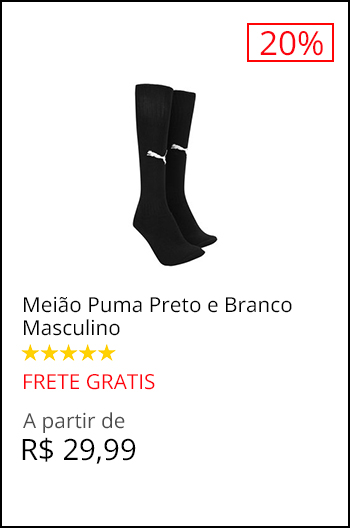 20%
Meião Puma Preto e Branco
Masculino
FRETE GRATIS
A partir de
R$ 29,99